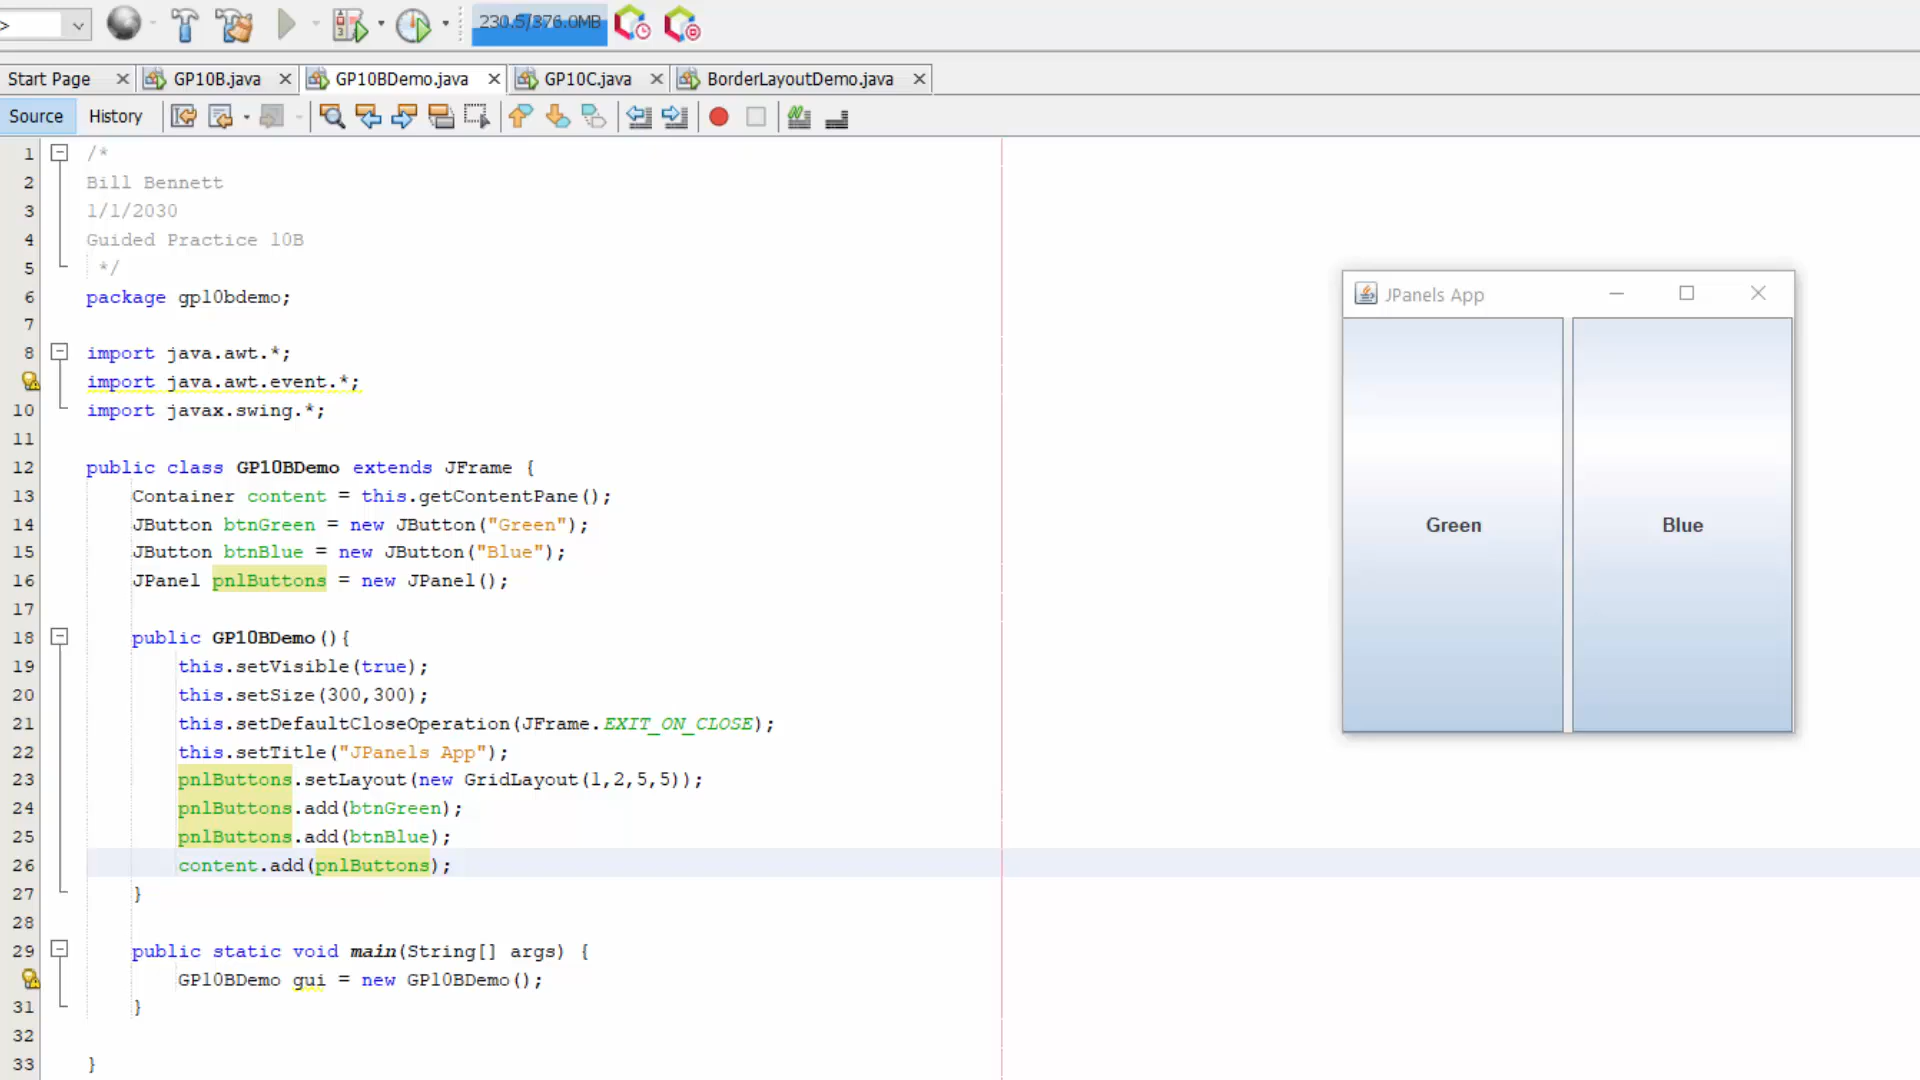 >
230.5/376.0MB
Start Page
GP10B.java
GP10BDemo.java
GP10C.java
BorderLayoutDemo.java
Source History
1 /*
2 Bill Bennett
3 1/1/2030
4 Guided Practice 10B
5 */
6 package gp10bdemo;
7
8 import java.awt.*;
import java.awt.event.*;
10 import javax.swing.*;
11
12 public class GP10BDemo extends JFrame {
13 Container content = this.getContentPane();
14 JButton btnGreen = new JButton("Green");
15 JButton btnBlue = new JButton("Blue");
16 JPanel pnlButtons = new JPanel();
17
18 public GP10BDemo(){
19 this.setVisible(true);
20 this.setSize(300,300);
21 this.setDefaultCloseOperation(JFrame.EXIT_ON_CLOSE);
22 this.setTitle("JPanels App");
23 pnlButtons.setLayout(new GridLayout(1,2,5,5));
24 pnlButtons.add(btnGreen);
25 pnlButtons.add(btnBlue);
26 content.add(pnlButtons);
27 }
28
29 public static void main(String[] args) {
GP10BDemo gui = new GP10BDemo();
31 }
32
33 }
JPanels App
Green Blue